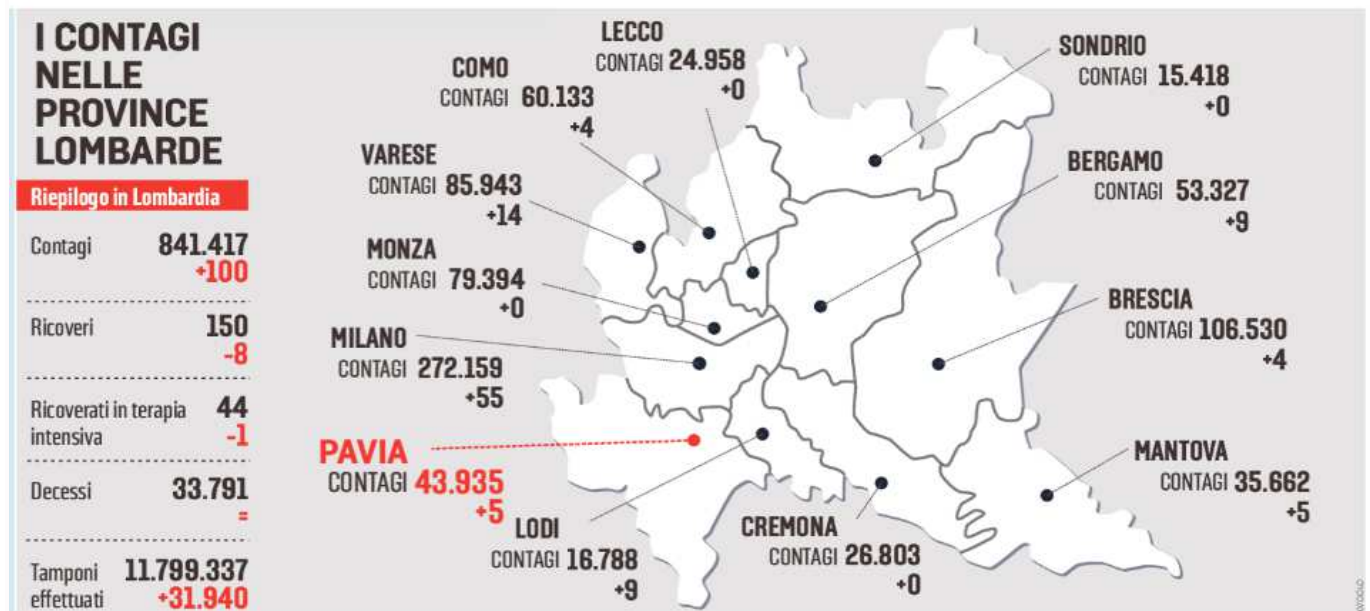 I CONTAGI
NELLE
PROVINCE
LOMBARDE
Riepilogo in Lombardia
Contagi 841.417
+100
Ricoveri 150
-8
Ricoverati in terapia intensiva 44
-1
Decessi 33.791
=
Tamponi effettuati 11.799.337
+31.940
LECCO
CONTAGI 24.958
+0
COMO
CONTAGI 60.133
+4
VARESE
CONTAGI 85.943
+14
MONZA
CONTAGI 79.394
+0
MILANO
CONTAGI 272.159
+55
PAVIA
CONTAGI 43.935
+5
LODI
CONTAGI 16.788
+9
CREMONA
CONTAGI 26.803
+0
SONDRIO
CONTAGI 15.418
+0
BERGAMO
CONTAGI 53.327
+9
BRESCIA
CONTAGI 106.530
+4
MANTOVA
CONTAGI 35.662
+5